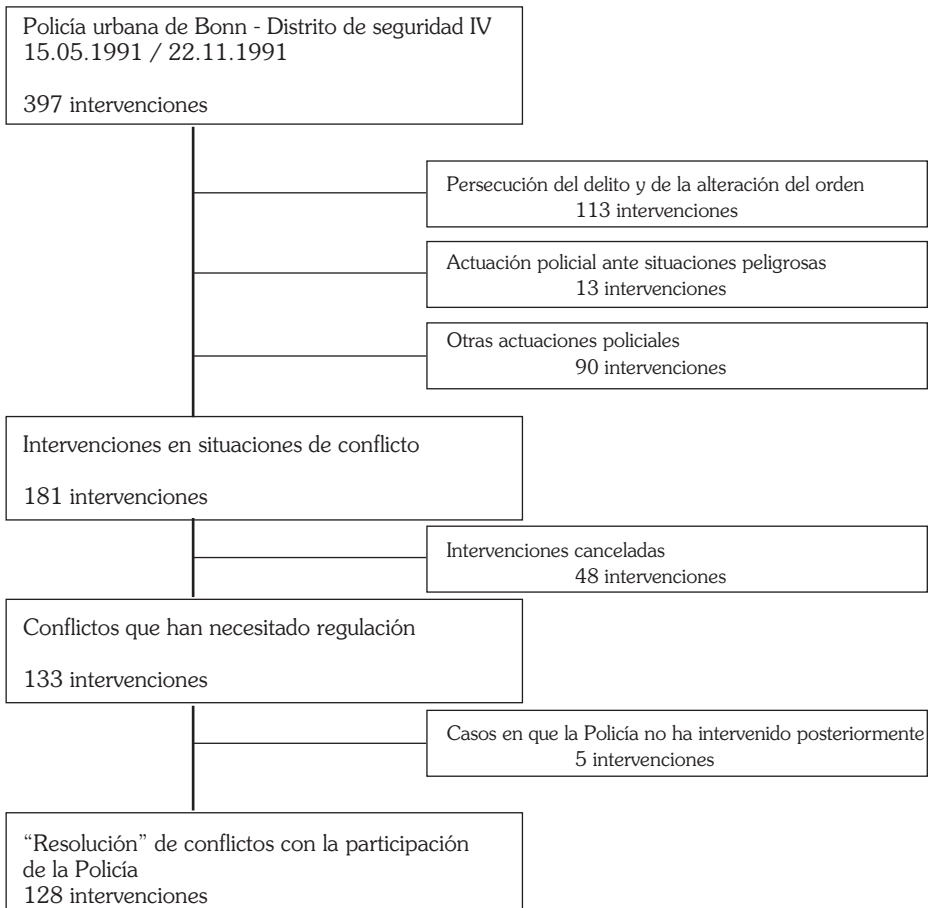 Policía urbana de Bonn - Distrito de seguridad IV
15.05.1991 / 22.11.1991
397 intervenciones
Persecución del delito y de la alteración del orden
113 intervenciones
Actuación policial ante situaciones peligrosas
13 intervenciones
Otras actuaciones policiales
90 intervenciones
Intervenciones en situaciones de conflicto
181 intervenciones
Intervenciones canceladas
48 intervenciones
Conflictos que han necesitado regulación
133 intervenciones
Casos en que la Policía no ha intervenido posteriormente
5 intervenciones
“Resolución” de conflictos con la participación
de la Policía
128 intervenciones